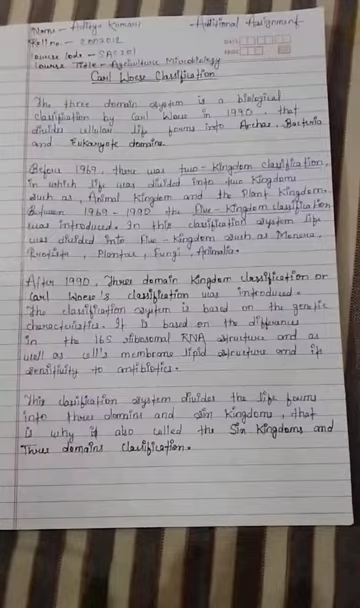 Name - Aditya Kumari
Additional Assignment
Roll no. - 2003012
DATE
Course Code - SAC201
PAGE
Course Title - Agriculture Microbiology
Carl Woese Classification
The three domain system is a biological
classification by Carl Woese in 1990, that
divides cellular life forms into Archae, Bacteria
and Eukaryote domains.
Before 1969, there was two-Kingdom classification,
in which life was divided into two Kingdoms
such as, Animal Kingdom and the Plant Kingdom.
Between 1969-1990 the Five-Kingdom classification
was introduced. In this classification system life
was divided into Five-Kingdom such as Monera,
Protista, Plantae, Fungi, Animalia.
After 1990, Three domain Kingdom classification or
Carl Woese's classification was introduced.
The classification system is based on the genetic
characteristics. It is based on the differences
in the 16S ribosomal RNA structure and as
well as cell's membrane lipid structure and its
sensitivity to antibiotics.
This classification system divides the life forms
into three domains and six Kingdoms, that
is why it also called the Six Kingdoms and
Three domains classification.